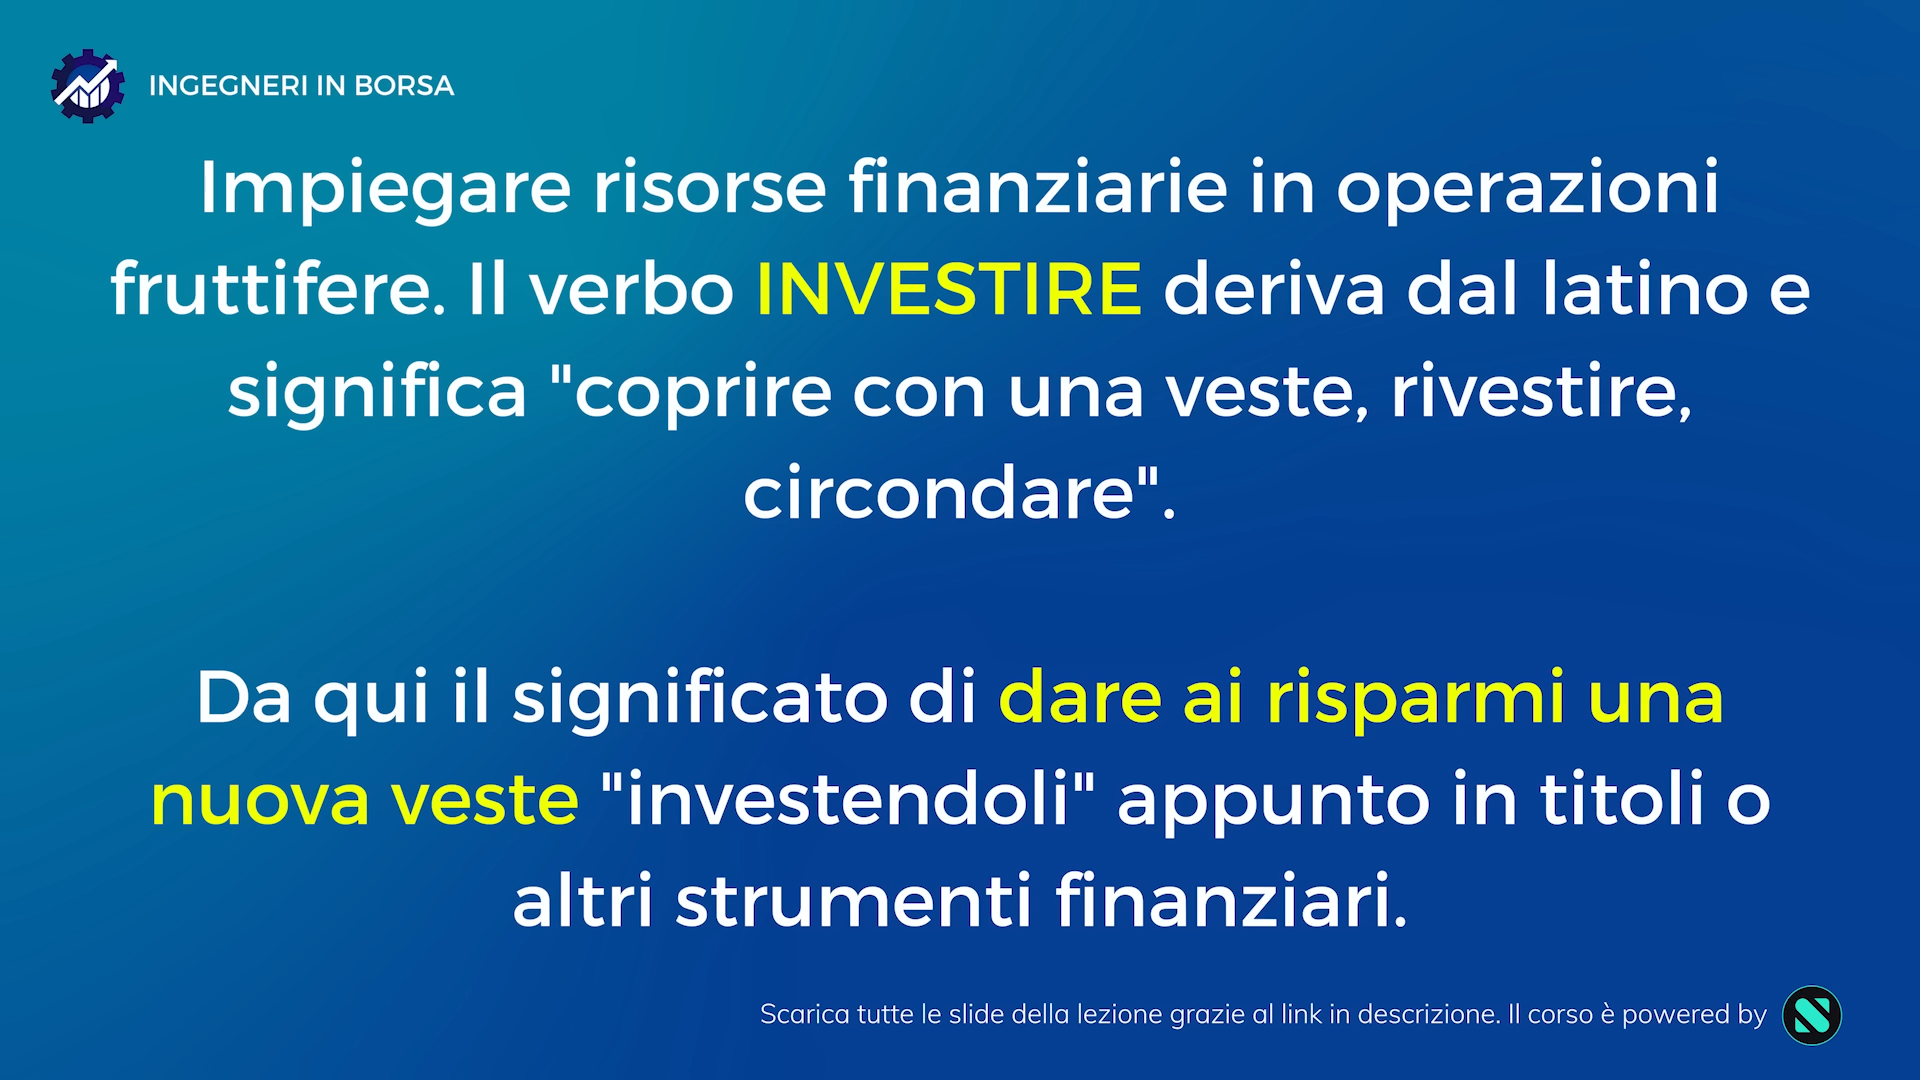 INGEGNERI IN BORSA
Impiegare risorse finanziarie in operazioni
fruttifere. Il verbo INVESTIRE deriva dal latino e
significa "coprire con una veste, rivestire,
circondare".
Da qui il significato di dare ai risparmi una
nuova veste "investendoli" appunto in titoli o
altri strumenti finanziari.
Scarica tutte le slide della lezione grazie al link in descrizione. Il corso è powered by